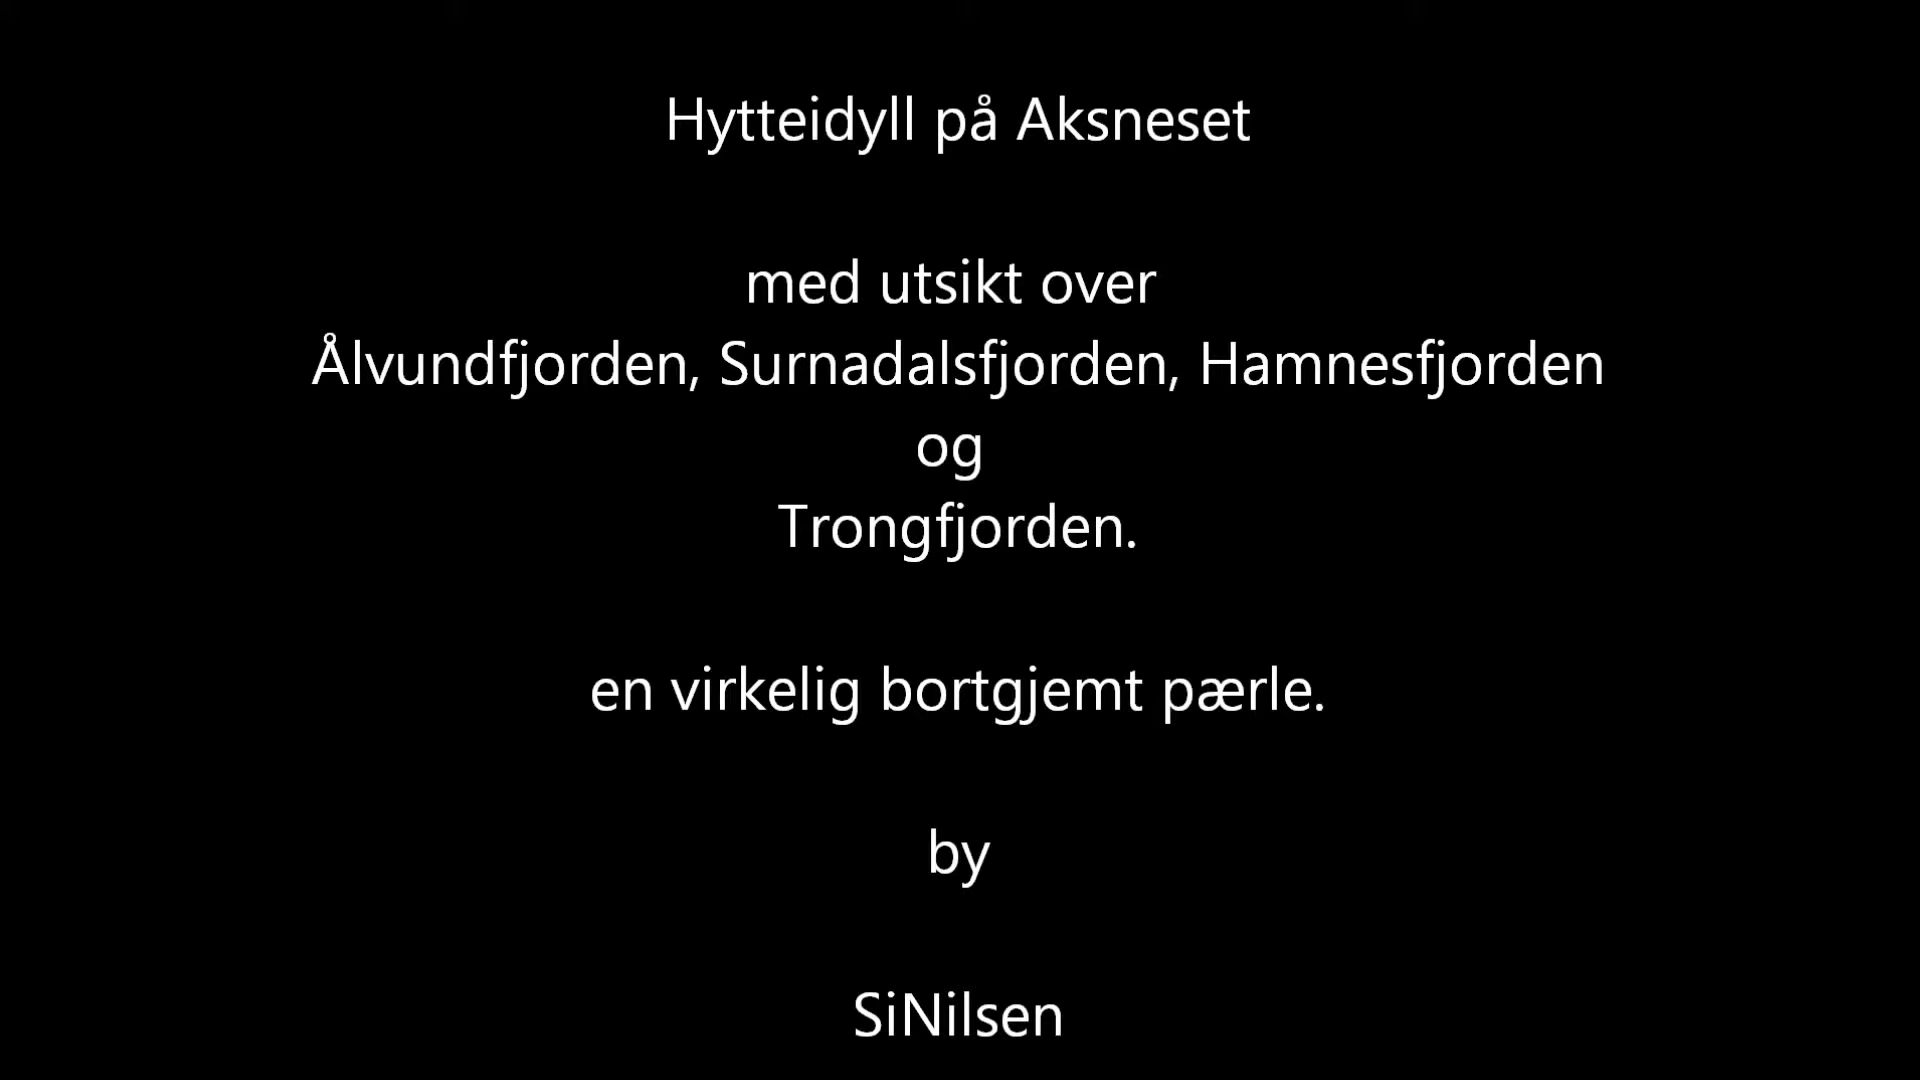 Hytteidyll på Aksneset
med utsikt over
Ålvundfjorden, Surnadalsfjorden, Hamnesfjorden
og
Trongfjorden.
en virkelig bortgjemt pærle.
by
SiNilsen